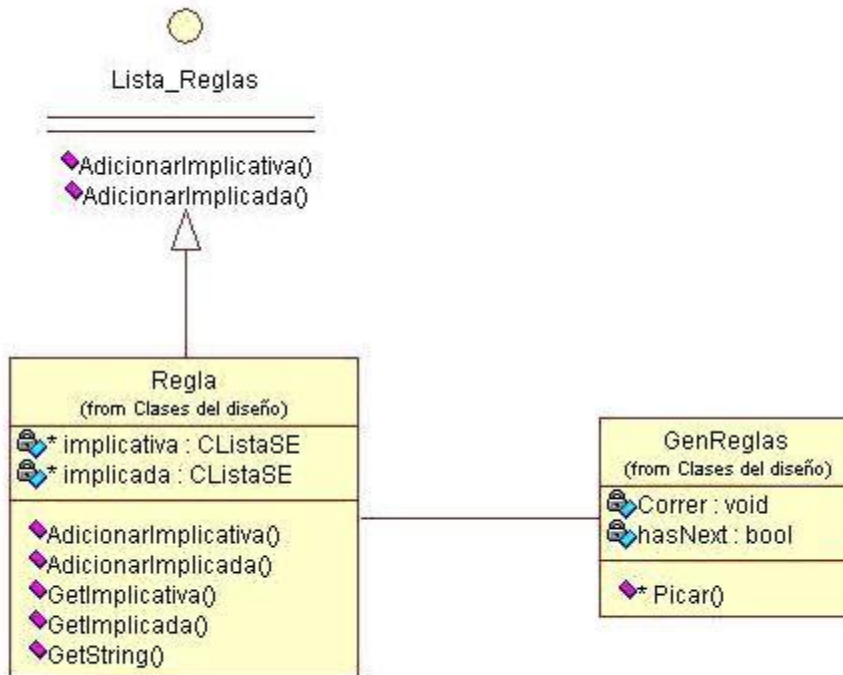 Lista_Reglas
AdicionarImplicativa()
AdicionarImplicada()
Regla
(from Clases del diseño)
* implicativa : CListaSE
* implicada : CListaSE
AdicionarImplicativa()
AdicionarImplicada()
GetImplicativa()
GetImplicada()
GetString()
GenReglas
(from Clases del diseño)
Correr : void
hasNext : bool
* Picar()